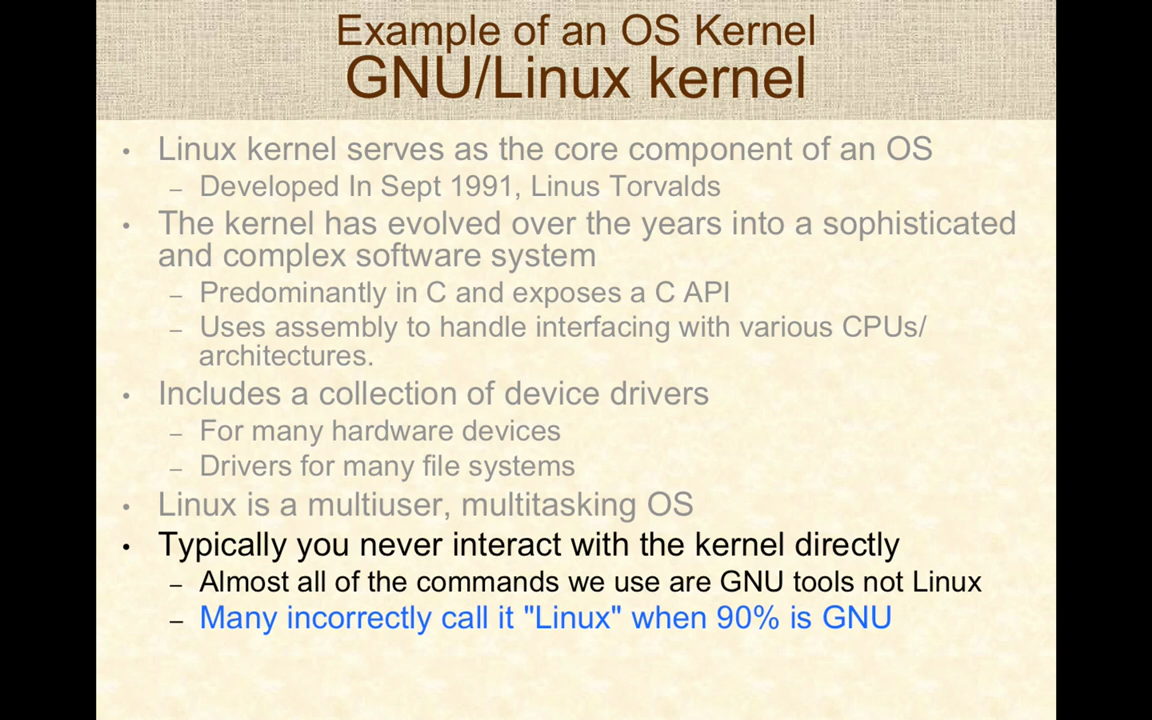 Example of an OS Kernel
GNU/Linux kernel
• Linux kernel serves as the core component of an OS
– Developed In Sept 1991, Linus Torvalds
• The kernel has evolved over the years into a sophisticated
and complex software system
– Predominantly in C and exposes a C API
– Uses assembly to handle interfacing with various CPUs/
architectures.
• Includes a collection of device drivers
– For many hardware devices
– Drivers for many file systems
• Linux is a multiuser, multitasking OS
• Typically you never interact with the kernel directly
– Almost all of the commands we use are GNU tools not Linux
– Many incorrectly call it "Linux" when 90% is GNU